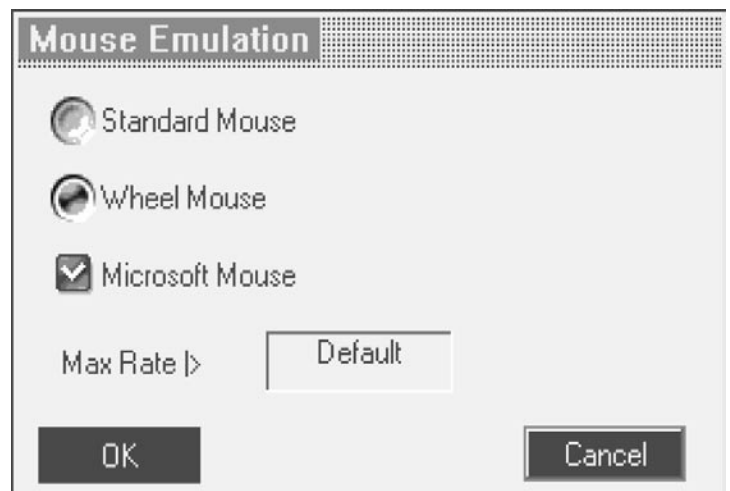 Mouse Emulation
Standard Mouse
Wheel Mouse
Microsoft Mouse
Max Rate |> Default
OK Cancel